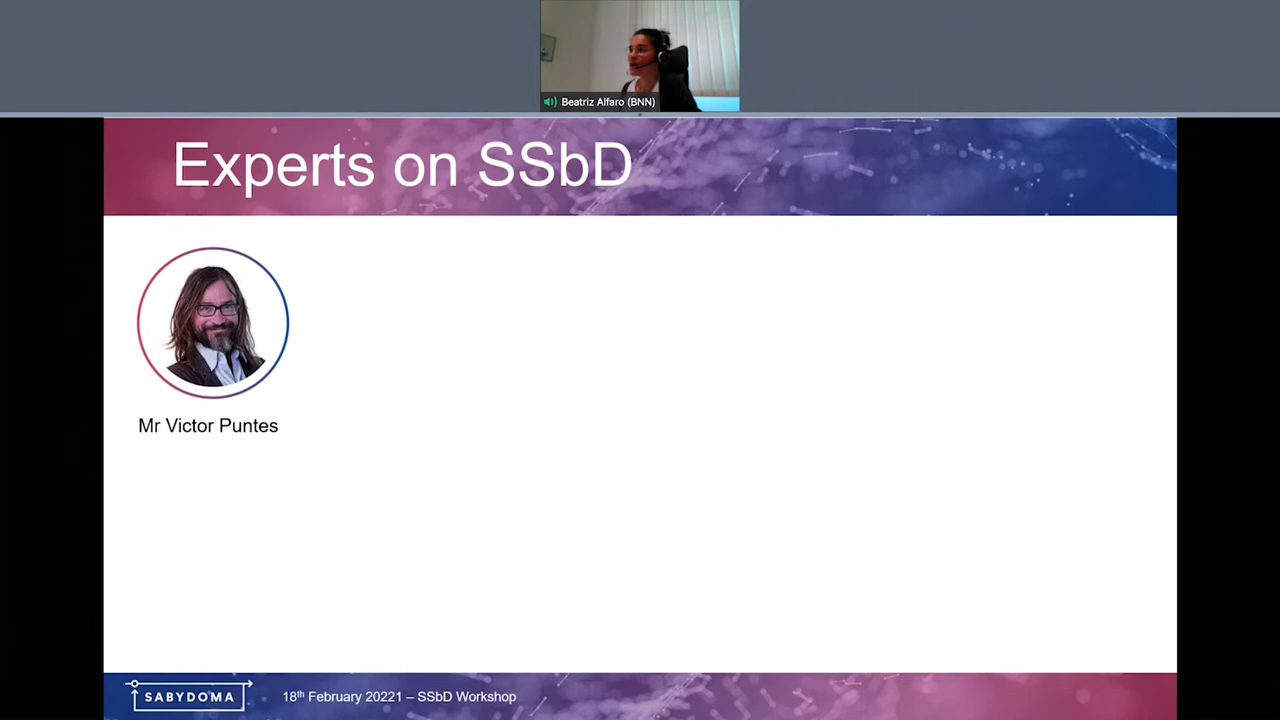 Beatriz Alfaro (BNN)
Experts on SSbD
Mr Victor Puntes
SABYDOMA
18th February 20221 – SSbD Workshop